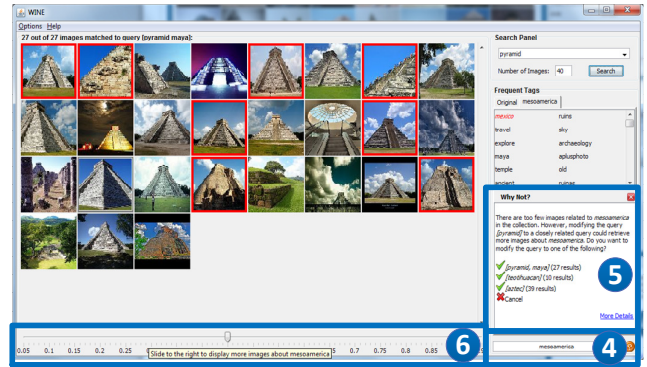 WINE
Options Help
27 out of 27 images matched to query [pyramid maya]:
Search Panel
pyramid
Number of Images: 40 Search
Frequent Tags
Original mesoamerica
mexico ruins
travel sky
explore archaeology
maya aplusphoto
temple old
ancient ruinas
Why Not?
There are too few images related to mesoamerica
in the collection. However, modifying the query
[pyramid] to a closely related query could retrieve
more images about mesoamerica. Do you want to
modify the query to one of the following?
[pyramid, maya] (27 results)
[teotihuacan] (10 results)
[aztec] (39 results)
Cancel
5
More Details
6
0.05 0.1 0.15 0.2 0.25 0.7 0.75 0.8 0.85
Slide to the right to display more images about mesoamerica
mesoamerica
4